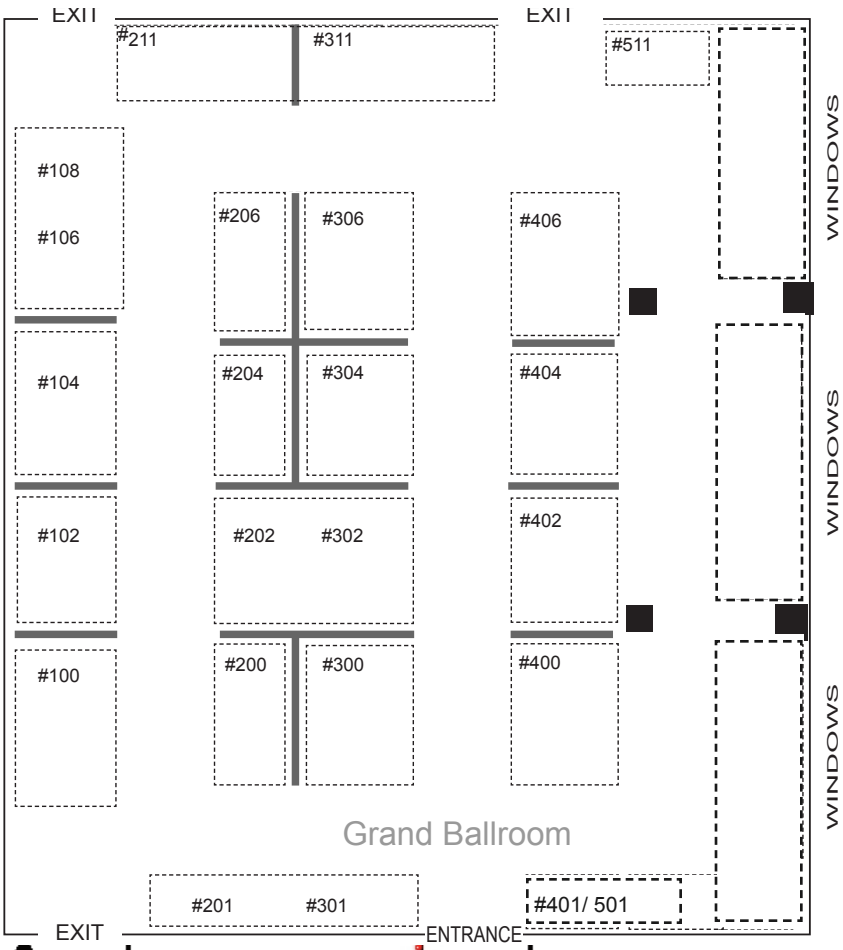 EXIT EXIT
#211 #311 #511
WINDOWS
#108
#106 #206 #306 #406
#104 #204 #304 #404
WINDOWS
#102 #202 #302 #402
#100 #200 #300 #400
WINDOWS
Grand Ballroom
#201 #301 #401/ 501
EXIT ENTRANCE